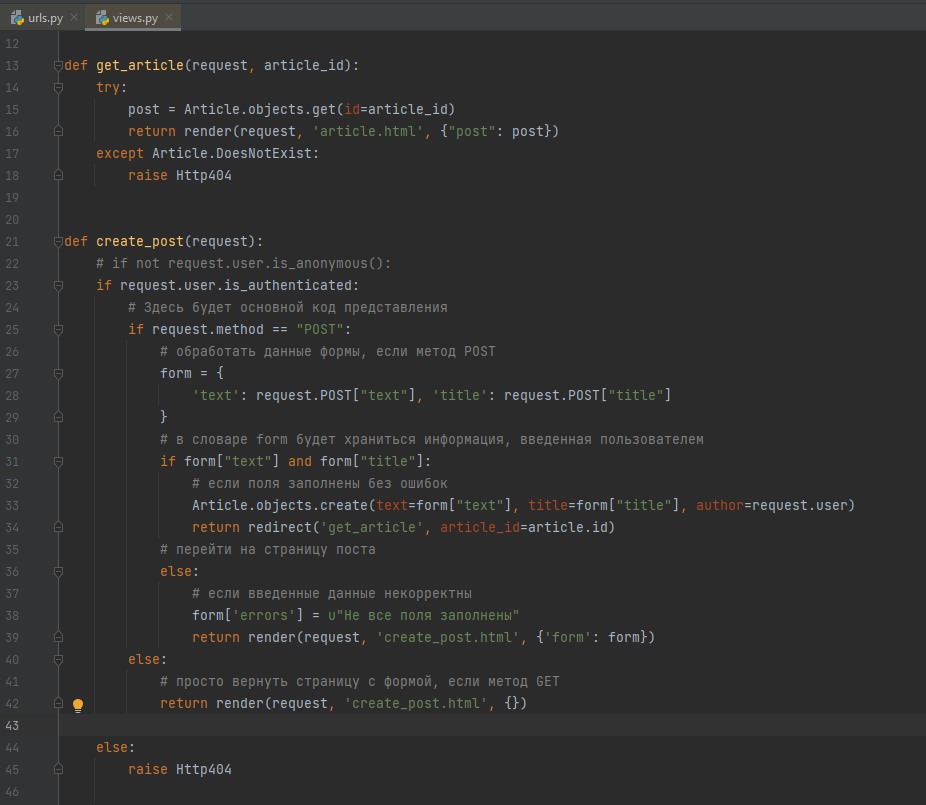 urls.py views.py
12
13 def get_article(request, article_id):
14 try:
15 post = Article.objects.get(id=article_id)
16 return render(request, 'article.html', {"post": post})
17 except Article.DoesNotExist:
18 raise Http404
19
20
21 def create_post(request):
22 # if not request.user.is_anonymous():
23 if request.user.is_authenticated:
24 # Здесь будет основной код представления
25 if request.method == "POST":
26 # обработать данные формы, если метод POST
27 form = {
28 'text': request.POST["text"], 'title': request.POST["title"]
29 }
30 # в словаре form будет храниться информация, введенная пользователем
31 if form["text"] and form["title"]:
32 # если поля заполнены без ошибок
33 Article.objects.create(text=form["text"], title=form["title"], author=request.user)
34 return redirect('get_article', article_id=article.id)
35 # перейти на страницу поста
36 else:
37 # если введенные данные некорректны
38 form['errors'] = u"Не все поля заполнены"
39 return render(request, 'create_post.html', {'form': form})
40 else:
41 # просто вернуть страницу с формой, если метод GET
42 return render(request, 'create_post.html', {})
43
44 else:
45 raise Http404
46